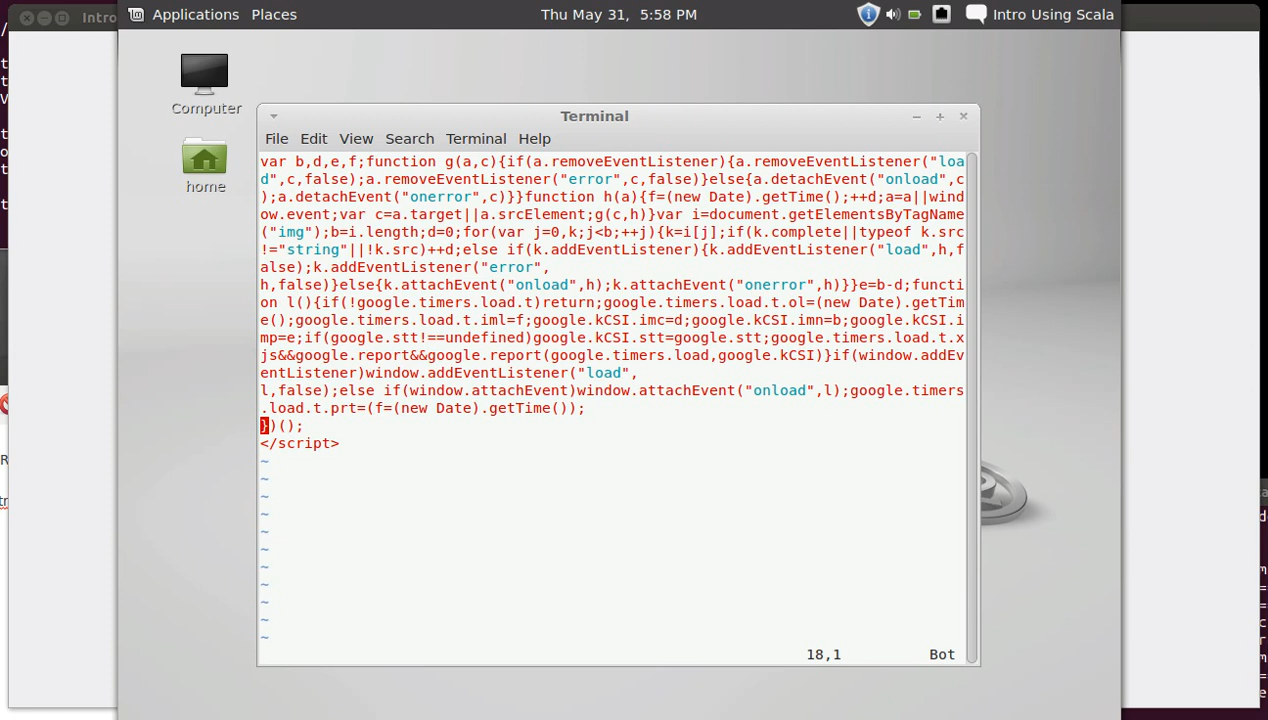 Intro
Applications Places
Thu May 31, 5:58 PM
Intro Using Scala
Computer
home
Terminal
File Edit View Search Terminal Help
var b,d,e,f;function g(a,c){if(a.removeEventListener){a.removeEventListener("loa
d",c,false);a.removeEventListener("error",c,false)}else{a.detachEvent("onload",c
);a.detachEvent("onerror",c)}}function h(a){f=(new Date).getTime();++d;a=a||wind
ow.event;var c=a.target||a.srcElement;g(c,h)}var i=document.getElementsByTagName
("img");b=i.length;d=0;for(var j=0,k;j<b;++j){k=i[j];if(k.complete||typeof k.src
!="string"||!k.src)++d;else if(k.addEventListener){k.addEventListener("load",h,f
alse);k.addEventListener("error",
h,false)}else{k.attachEvent("onload",h);k.attachEvent("onerror",h)}}e=b-d;functi
on l(){if(!google.timers.load.t)return;google.timers.load.t.ol=(new Date).getTim
e();google.timers.load.t.iml=f;google.kCSI.imc=d;google.kCSI.imn=b;google.kCSI.i
mp=e;if(google.stt!==undefined)google.kCSI.stt=google.stt;google.timers.load.t.x
js&&google.report&&google.report(google.timers.load,google.kCSI)}if(window.addEv
entListener)window.addEventListener("load",
l,false);else if(window.attachEvent)window.attachEvent("onload",l);google.timers
.load.t.prt=(f=(new Date).getTime());
})();
</script>
~
~
~
~
~
~
~
~
~
~
~
18,1 Bot